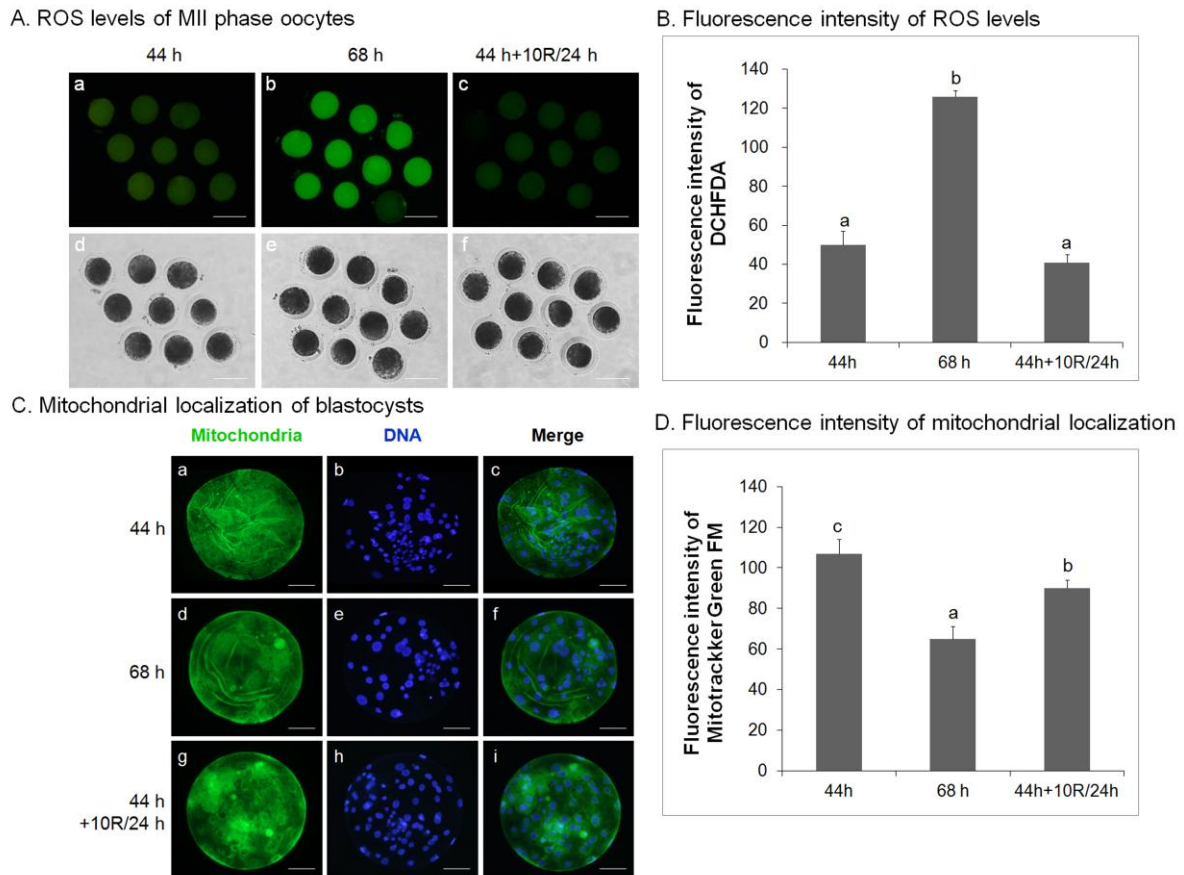 A. ROS levels of MII phase oocytes
44 h 68 h 44 h+10R/24 h
a b c
d e f
B. Fluorescence intensity of ROS levels
Fluorescence intensity of
DCHFDA
140
120
100
80
60
40
20
0
a b a
44h 68 h 44h+10R/24h
C. Mitochondrial localization of blastocysts
Mitochondria DNA Merge
44 h
a b c
68 h
d e f
44 h
+10R/24 h
g h i
D. Fluorescence intensity of mitochondrial localization
Fluorescence intensity of
Mitotrackker Green FM
140
120
100
80
60
40
20
0
c a b
44h 68 h 44h+10R/24h